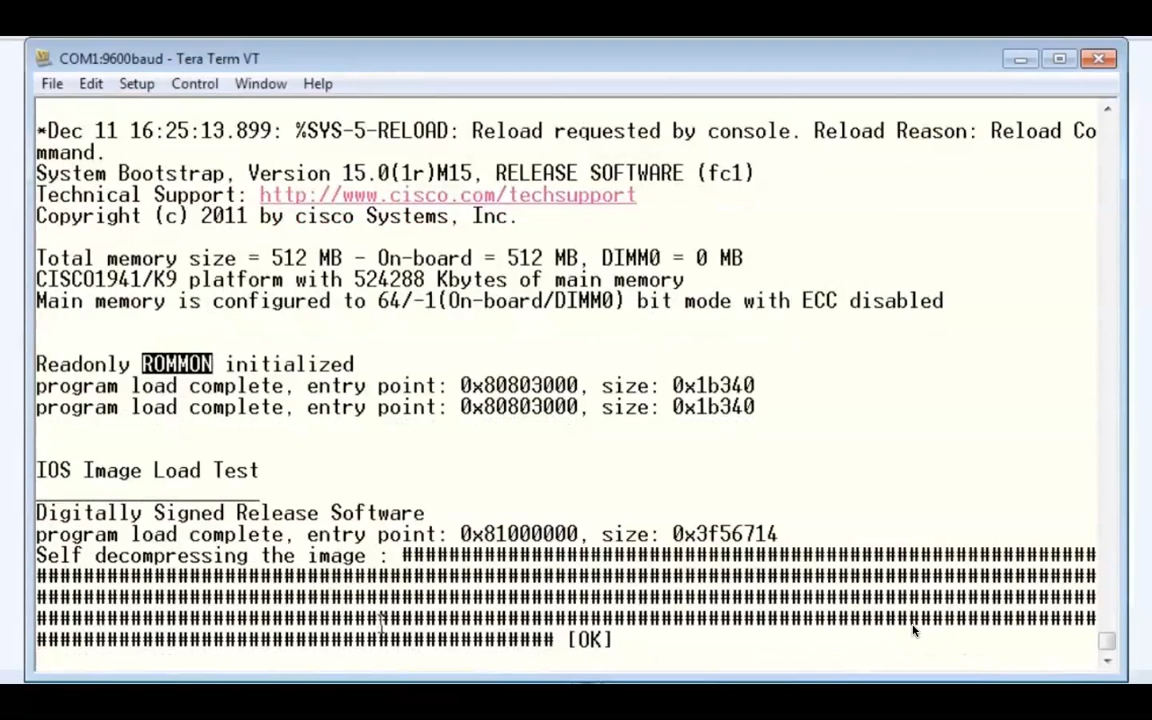 COM1:9600baud - Tera Term VT
File Edit Setup Control Window Help
*Dec 11 16:25:13.899: %SYS-5-RELOAD: Reload requested by console. Reload Reason: Reload Co
mmand.
System Bootstrap, Version 15.0(1r)M15, RELEASE SOFTWARE (fc1)
Technical Support: http://www.cisco.com/techsupport
Copyright (c) 2011 by cisco Systems, Inc.
Total memory size = 512 MB - On-board = 512 MB, DIMM0 = 0 MB
CISCO1941/K9 platform with 524288 Kbytes of main memory
Main memory is configured to 64/-1(On-board/DIMM0) bit mode with ECC disabled
Readonly ROMMON initialized
program load complete, entry point: 0x80803000, size: 0x1b340
program load complete, entry point: 0x80803000, size: 0x1b340
IOS Image Load Test
___________________
Digitally Signed Release Software
program load complete, entry point: 0x81000000, size: 0x3f56714
Self decompressing the image : ###########################################################
##########################################################################################
##########################################################################################
##########################################################################################
############################################ [OK]